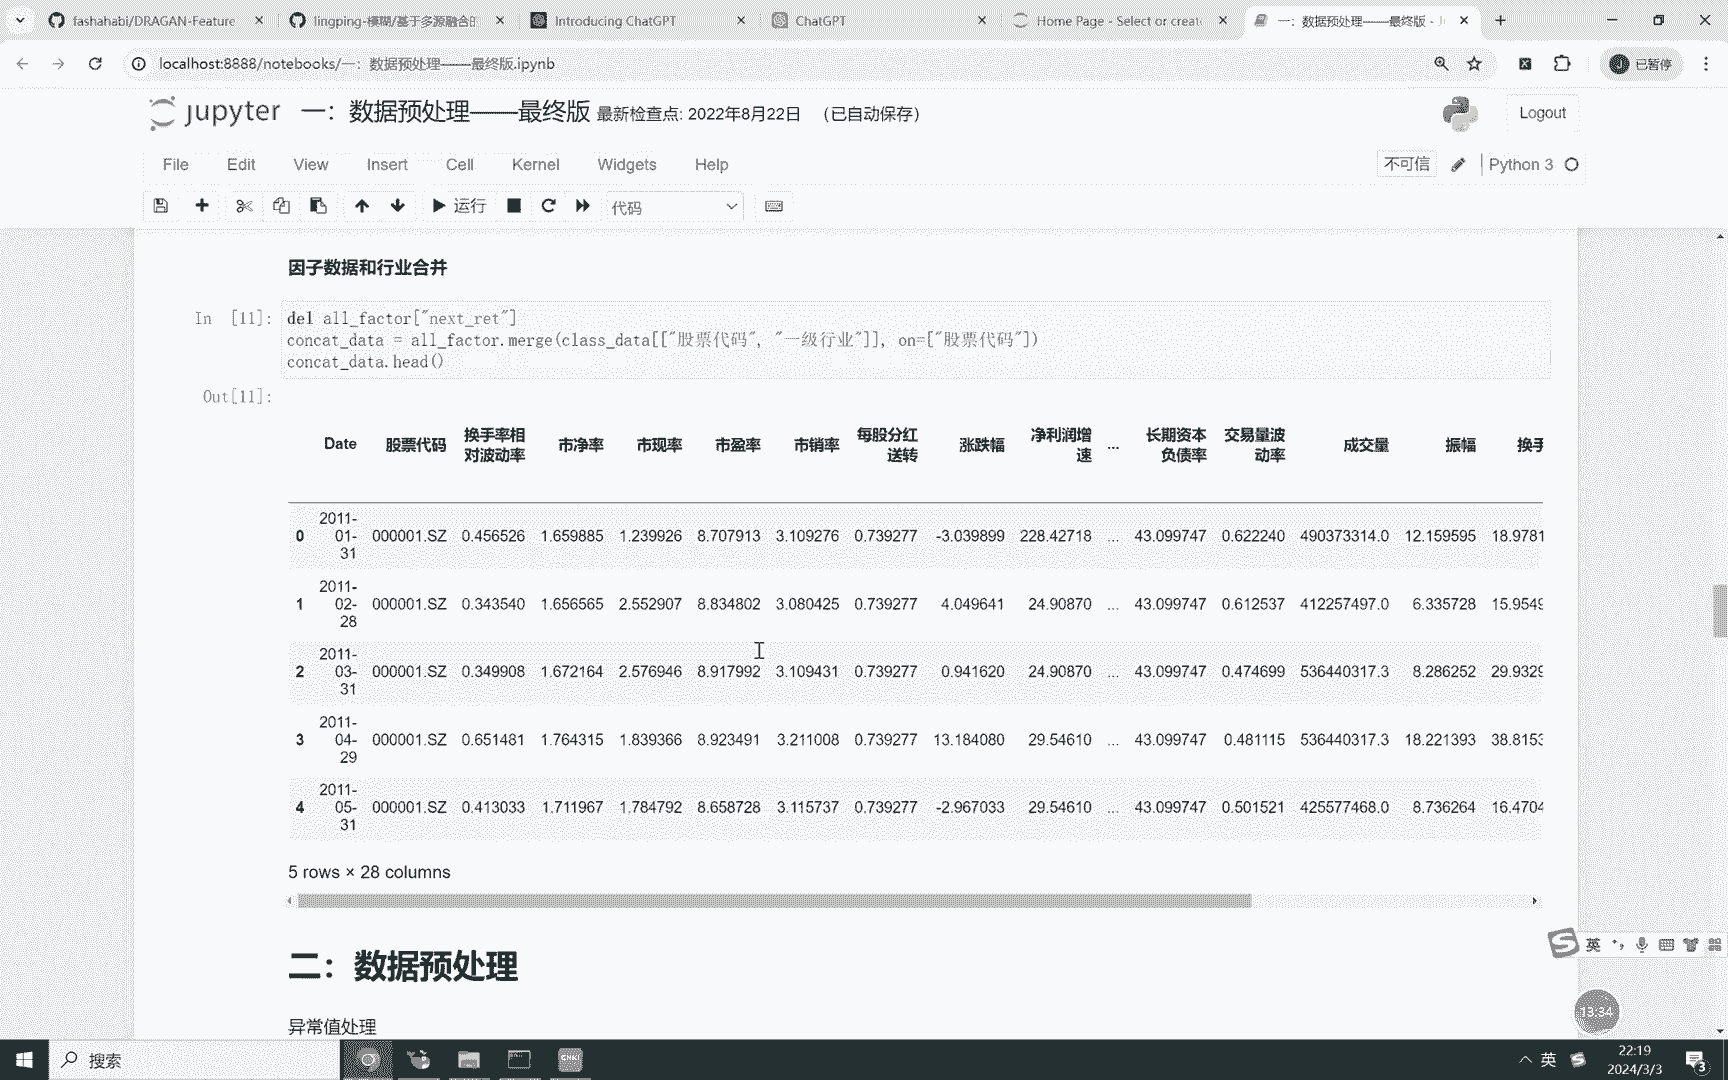 fashahabi/DRAGAN-Feature
lingping-模糊/基于多源融合的
Introducing ChatGPT
ChatGPT
Home Page - Select or create
一：数据预处理——最终版 - J
localhost:8888/notebooks/一：数据预处理——最终版.ipynb
J 已暂停
jupyter 一：数据预处理——最终版 最新检查点: 2022年8月22日 （已自动保存）
Logout
File Edit View Insert Cell Kernel Widgets Help
不可信 Python 3
运行 代码
因子数据和行业合并
In [11]: del all_factor["next_ret"]
concat_data = all_factor.merge(class_data[["股票代码", "一级行业"]], on=["股票代码"])
concat_data.head()
Out[11]:
Date 股票代码 换手率相对波动率 市净率 市现率 市盈率 市销率 每股分红送转 涨跌幅 净利润增速 ... 长期资本负债率 交易量波动率 成交量 振幅 换手
0 2011-01-31 000001.SZ 0.456526 1.659885 1.239926 8.707913 3.109276 0.739277 -3.039899 228.42718 ... 43.099747 0.622240 490373314.0 12.159595 18.9781
1 2011-02-28 000001.SZ 0.343540 1.656565 2.552907 8.834802 3.080425 0.739277 4.049641 24.90870 ... 43.099747 0.612537 412257497.0 6.335728 15.9549
2 2011-03-31 000001.SZ 0.349908 1.672164 2.576946 8.917992 3.109431 0.739277 0.941620 24.90870 ... 43.099747 0.474699 536440317.3 8.286252 29.9329
3 2011-04-29 000001.SZ 0.651481 1.764315 1.839366 8.923491 3.211008 0.739277 13.184080 29.54610 ... 43.099747 0.481115 536440317.3 18.221393 38.8153
4 2011-05-31 000001.SZ 0.413033 1.711967 1.784792 8.658728 3.115737 0.739277 -2.967033 29.54610 ... 43.099747 0.501521 425577468.0 8.736264 16.4704
5 rows × 28 columns
二：数据预处理
异常值处理
英
13:34
搜索
CNKI
英
22:19
2024/3/3
3